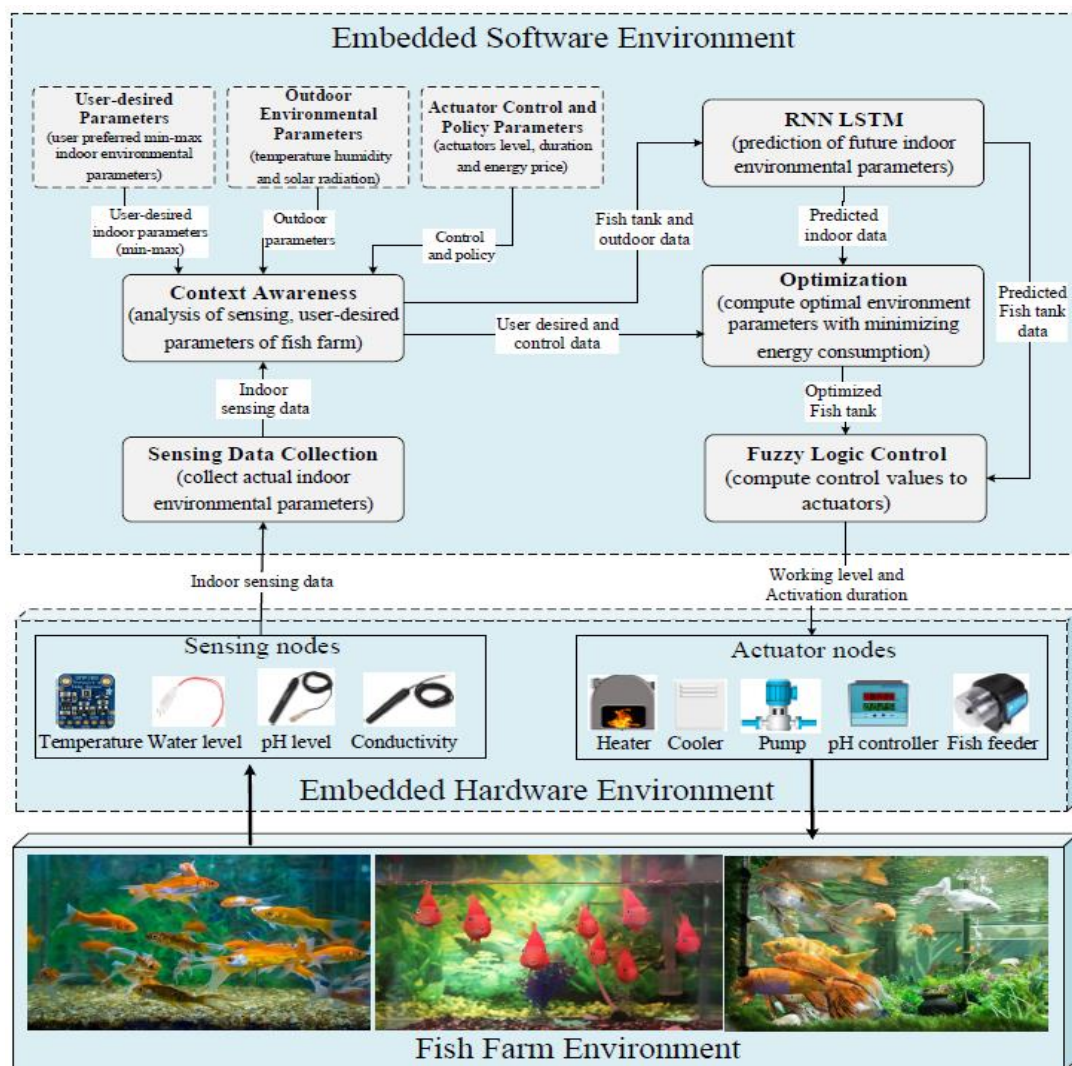 Embedded Software Environment
User-desired
Parameters
(user preferred min-max
indoor environmental
parameters)
Outdoor
Environmental
Parameters
(temperature humidity
and solar radiation)
Actuator Control and
Policy Parameters
(actuators level, duration
and energy price)
RNN LSTM
(prediction of future indoor
environmental parameters)
User-desired
indoor parameters
(min-max)
Outdoor
parameters
Control
and policy
Fish tank and
outdoor data
Predicted
indoor data
Context Awareness
(analysis of sensing, user-desired
parameters of fish farm)
User desired and
control data
Optimization
(compute optimal environment
parameters with minimizing
energy consumption)
Predicted
Fish tank
data
Indoor
sensing data
Optimized
Fish tank
Sensing Data Collection
(collect actual indoor
environmental parameters)
Fuzzy Logic Control
(compute control values to
actuators)
Indoor sensing data
Working level and
Activation duration
Sensing nodes
Temperature Water level pH level Conductivity
Actuator nodes
Heater Cooler Pump pH controller Fish feeder
Embedded Hardware Environment
Fish Farm Environment